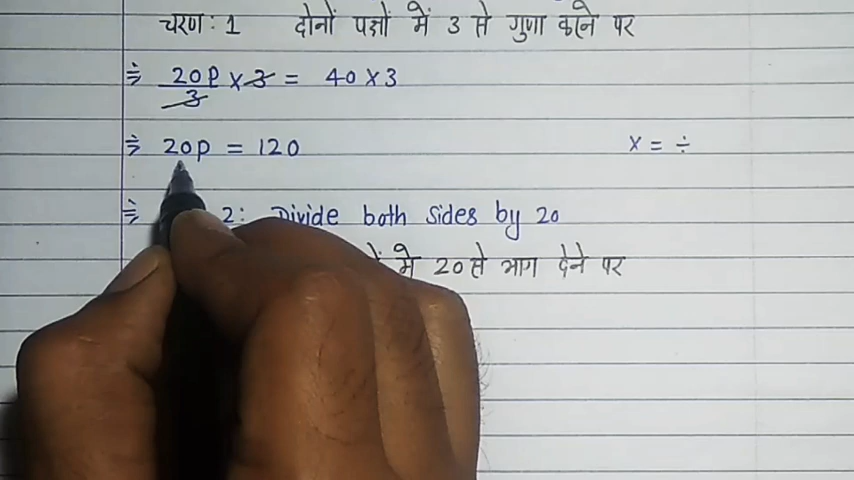 चरण: 1 दोनों पक्षों में 3 से गुणा करने पर
⇒ 20p/3 × 3 = 40 × 3
⇒ 20p = 120 × = ÷
⇒ 2: Divide both sides by 20
में 20 से भाग देने पर